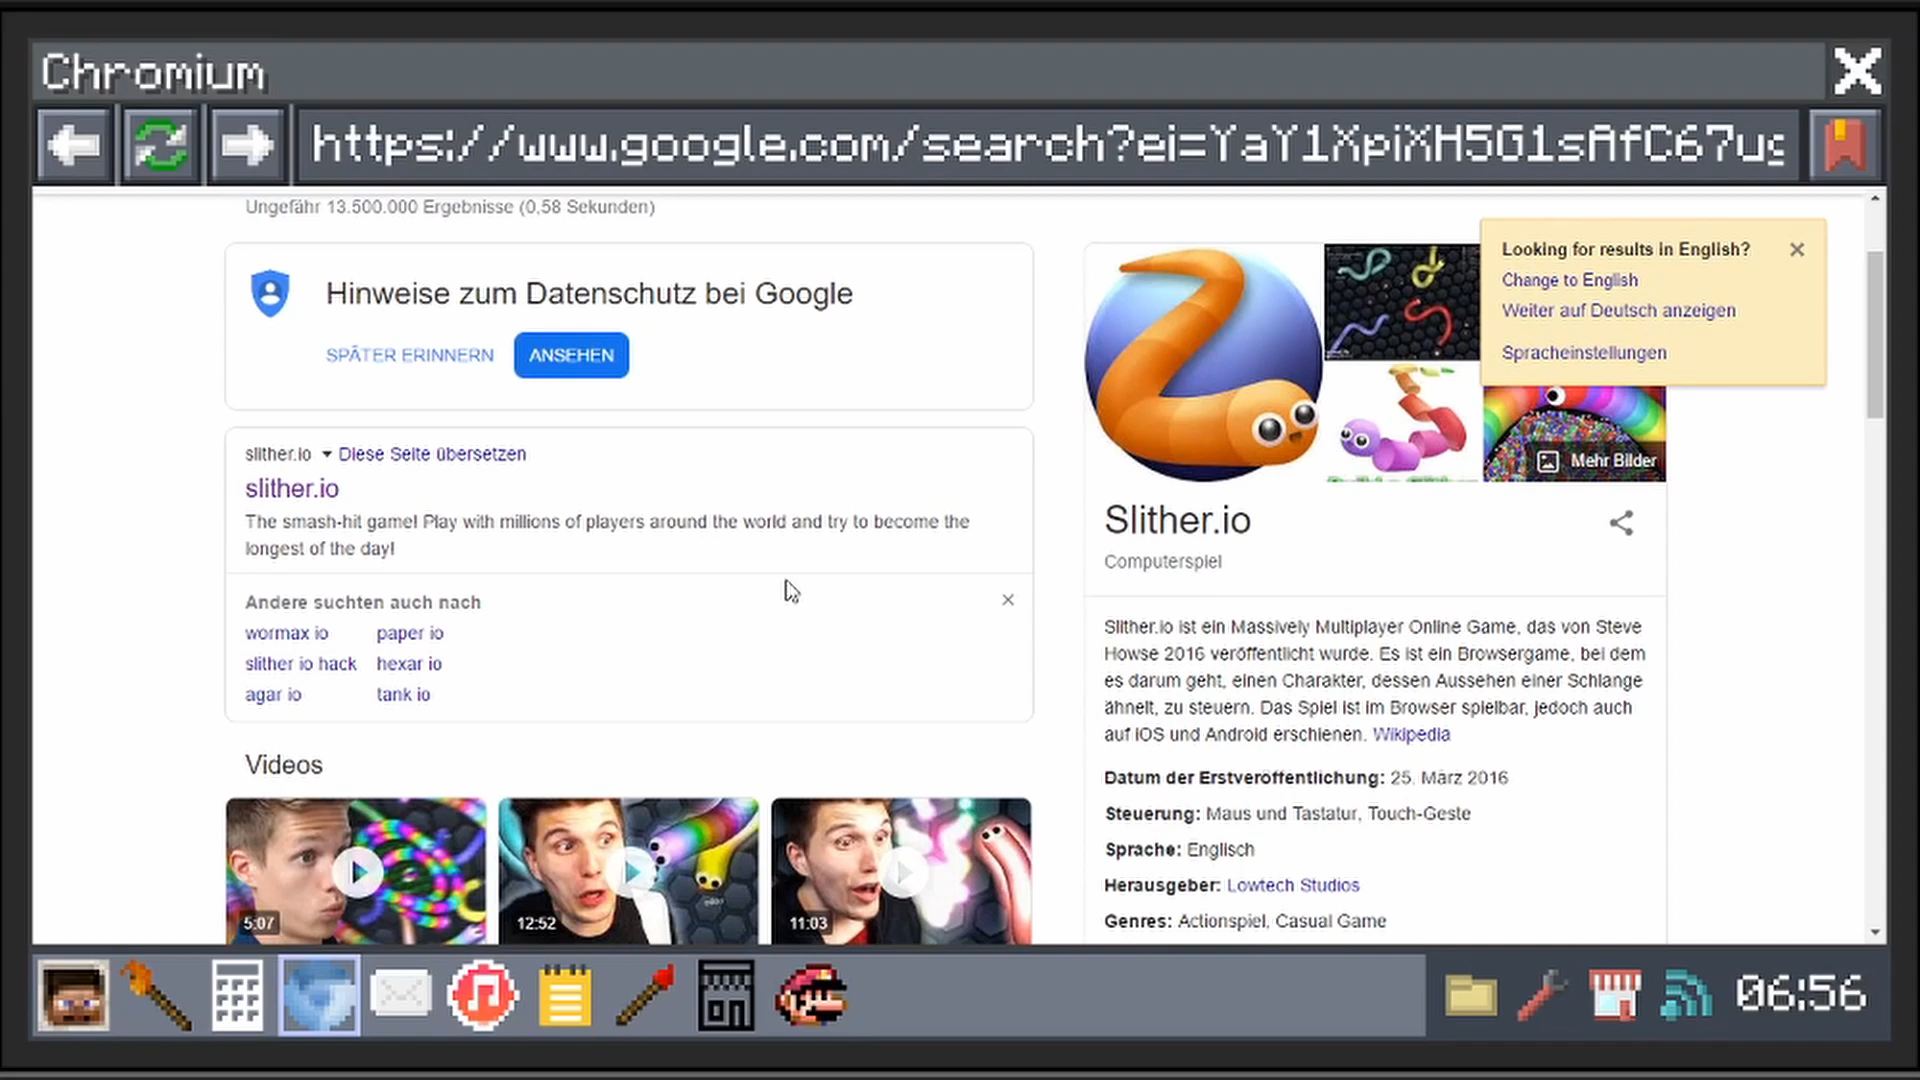 Chromium
https://www.google.com/search?ei=YaY1XpiXH5G1sAfC67ug
Ungefähr 13.500.000 Ergebnisse (0,58 Sekunden)
Hinweise zum Datenschutz bei Google
SPÄTER ERINNERN
ANSEHEN
slither.io
Diese Seite übersetzen
slither.io
The smash-hit game! Play with millions of players around the world and try to become the
longest of the day!
Andere suchten auch nach
wormax io
paper io
slither io hack
hexar io
agar io
tank io
Videos
5:07
12:52
11:03
Looking for results in English?
Change to English
Weiter auf Deutsch anzeigen
Spracheinstellungen
Mehr Bilder
Slither.io
Computerspiel
Slither.io ist ein Massively Multiplayer Online Game, das von Steve
Howse 2016 veröffentlicht wurde. Es ist ein Browsergame, bei dem
es darum geht, einen Charakter, dessen Aussehen einer Schlange
ähnelt, zu steuern. Das Spiel ist im Browser spielbar, jedoch auch
auf iOS und Android erschienen. Wikipedia
Datum der Erstveröffentlichung: 25. März 2016
Steuerung: Maus und Tastatur, Touch-Geste
Sprache: Englisch
Herausgeber: Lowtech Studios
Genres: Actionspiel, Casual Game
06:56